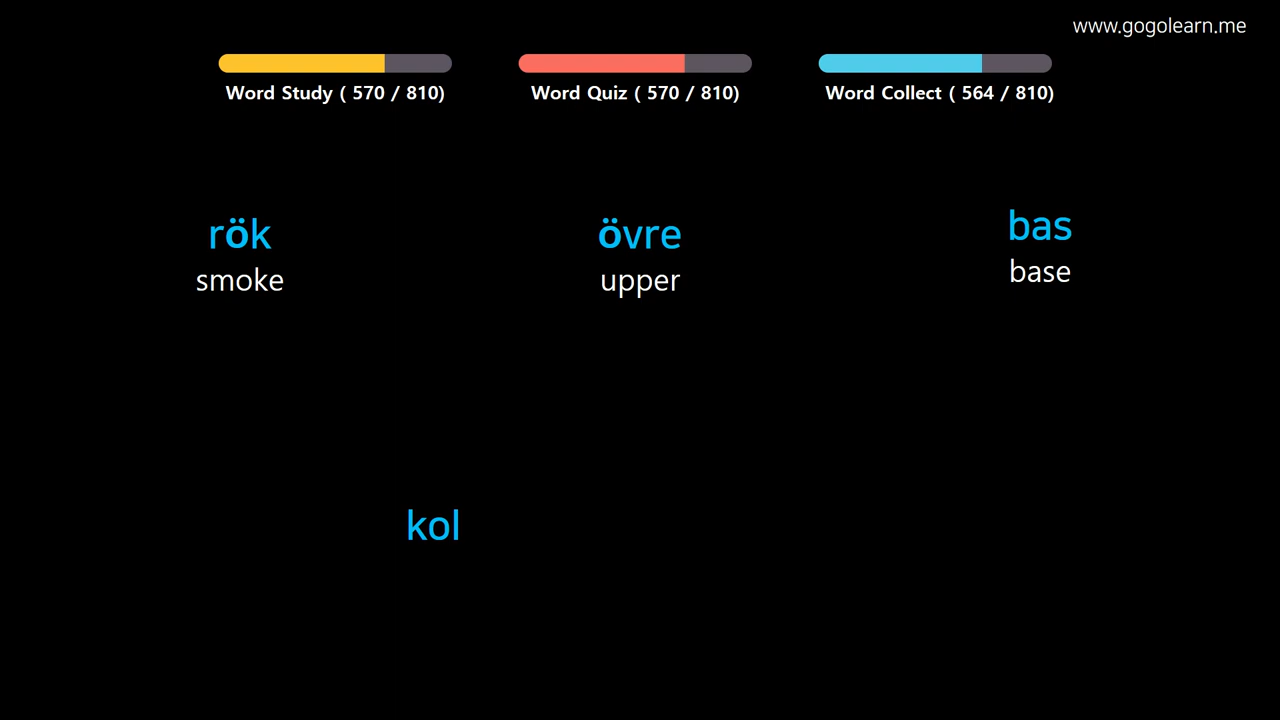 www.gogolearn.me
Word Study ( 570 / 810)
Word Quiz ( 570 / 810)
Word Collect ( 564 / 810)
rök
smoke
övre
upper
bas
base
kol